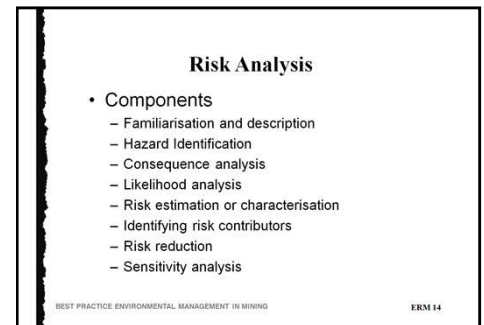 Risk Analysis
• Components
– Familiarisation and description
– Hazard Identification
– Consequence analysis
– Likelihood analysis
– Risk estimation or characterisation
– Identifying risk contributors
– Risk reduction
– Sensitivity analysis
BEST PRACTICE ENVIRONMENTAL MANAGEMENT IN MINING
ERM 14